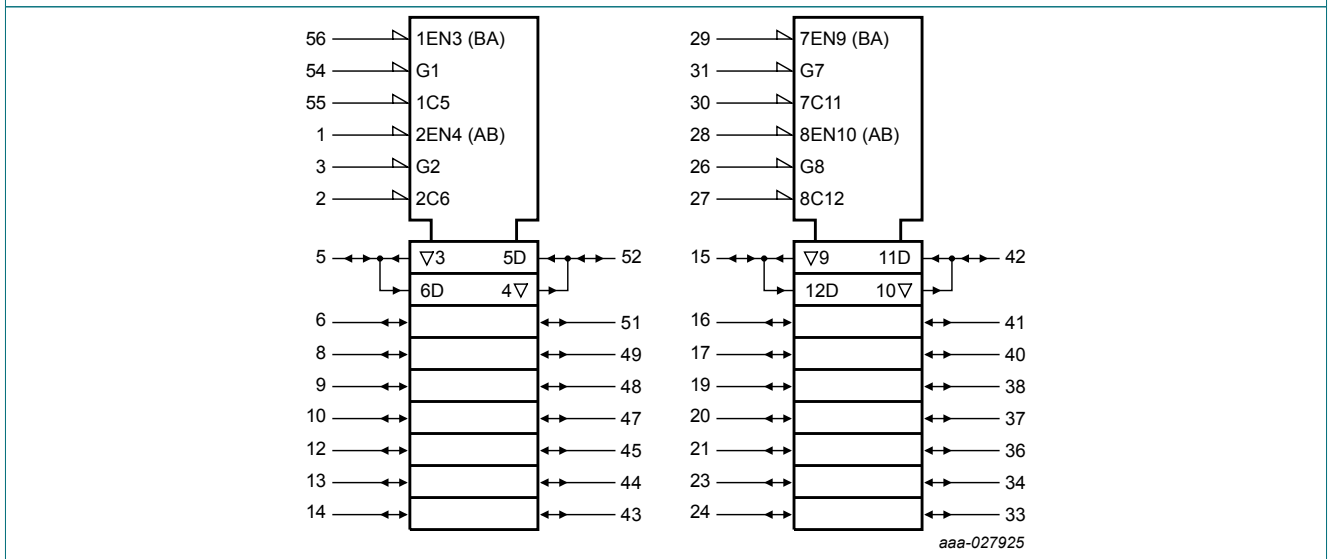 56 1EN3 (BA)
54 G1
55 1C5
1 2EN4 (AB)
3 G2
2 2C6
5 ▽3 5D 52
6D 4▽
6 51
8 49
9 48
10 47
12 45
13 44
14 43
29 7EN9 (BA)
31 G7
30 7C11
28 8EN10 (AB)
26 G8
27 8C12
15 ▽9 11D 42
12D 10▽
16 41
17 40
19 38
20 37
21 36
23 34
24 33
aaa-027925